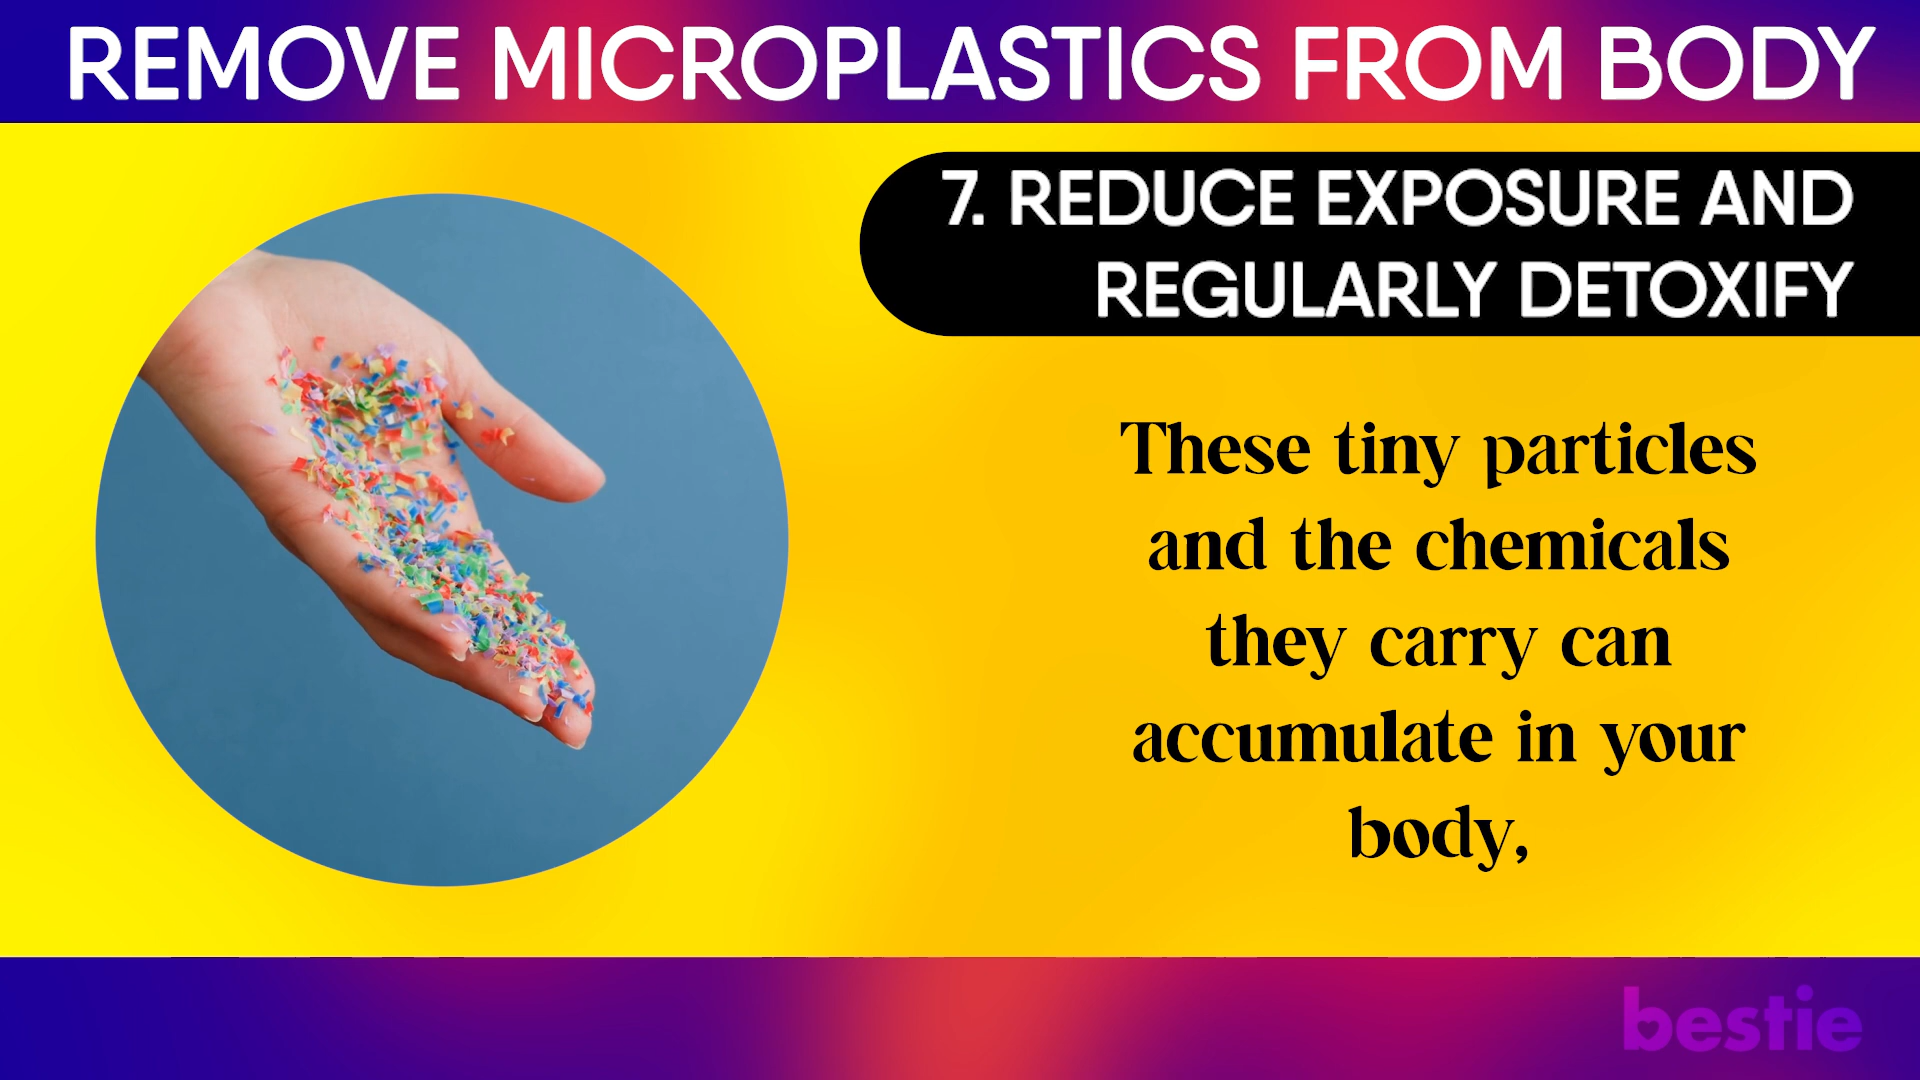 REMOVE MICROPLASTICS FROM BODY
7. REDUCE EXPOSURE AND
REGULARLY DETOXIFY
These tiny particles
and the chemicals
they carry can
accumulate in your
body,
bestie